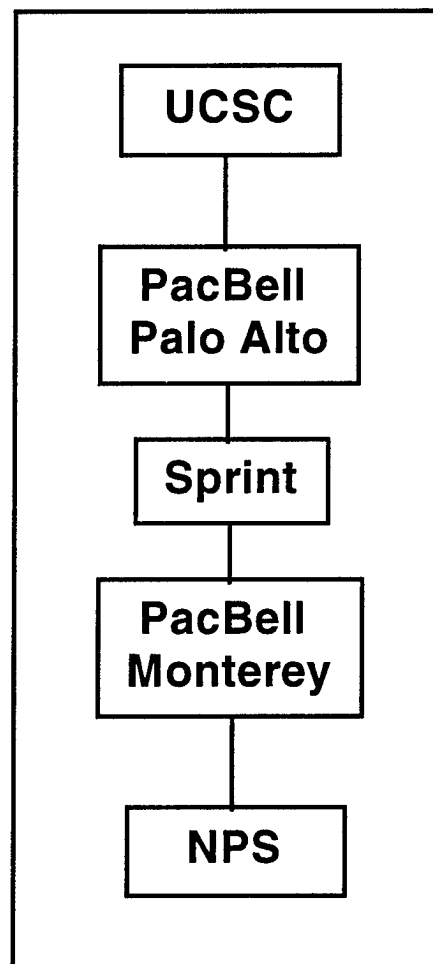 UCSC
PacBell
Palo Alto
Sprint
PacBell
Monterey
NPS